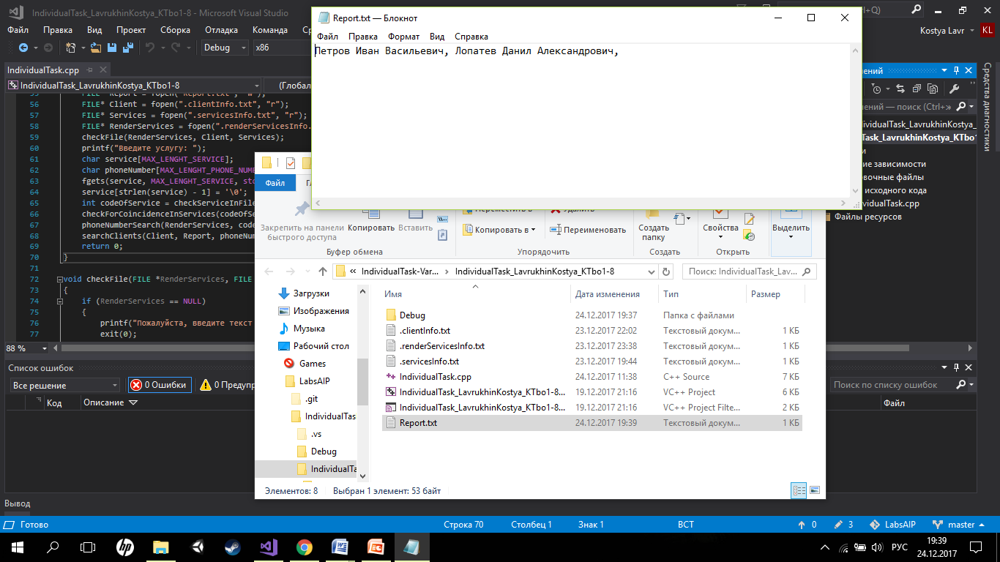 IndividualTask_LavrukhinKostya_KTbo1-8 - Microsoft Visual Studio
Report.txt — Блокнот
+Q)
Файл Правка Вид Проект Сборка Отладка Команда
Kostya Lavr KL
Файл Правка Формат Вид Справка
Debug x86
Петров Иван Васильевич, Лопатев Данил Александрович,
IndividualTask.cpp
IndividualTask_LavrukhinKostya_KTbo1-8
(Глобал
55 FILE* Report = fopen("Report.txt", "w");
56 FILE* Client = fopen(".clientInfo.txt", "r");
57 FILE* Services = fopen(".servicesInfo.txt", "r");
58 FILE* RenderServices = fopen(".renderServicesInfo.
59 checkFile(RenderServices, Client, Services);
60 printf("Введите услугу: ");
61 char service[MAX_LENGHT_SERVICE];
62 char phoneNumber[MAX_LENGHT_PHONE_NUMB
63 fgets(service, MAX_LENGHT_SERVICE, std
64 service[strlen(service) - 1] = '\0';
65 int codeOfService = checkServiceInFile
66 checkForCoincidenceInServices(codeOfSe
67 phoneNumberSearch(RenderServices, code
68 searchClients(Client, Report, phoneNum
69 return 0;
70 }
71
72 void checkFile(FILE *RenderServices, FILE
73 {
74 if (RenderServices == NULL)
75 {
76 printf("Пожалуйста, введите текст
77 exit(0);
88 %
ений
ений — поиск (Ctrl+ж
ividualTask_LavrukhinKostya_
Task_LavrukhinKostya_KTbo1
и
ие зависимости
овочные файлы
исходного кода
ividualTask.cpp
Файлы ресурсов
Средства диагностики
Файл
Закрепить на панели
быстрого доступа
Копировать
Вставить
Буфер обмена
Переместить в
Копировать в
Удалить
Переименовать
Упорядочить
Создать
папку
Создать
Свойства
Открыть
Выделить
« IndividualTask-Var... › IndividualTask_LavrukhinKostya_KTbo1-8
Поиск: IndividualTask_Lav...
Загрузки
Изображения
Музыка
Рабочий стол
Games
LabsAIP
.git
IndividualTas
.vs
Debug
IndividualTa
Имя Дата изменения Тип Размер
Debug 24.12.2017 19:37 Папка с файлами
.clientInfo.txt 23.12.2017 22:02 Текстовый докум... 1 КБ
.renderServicesInfo.txt 23.12.2017 23:38 Текстовый докум... 1 КБ
.servicesInfo.txt 23.12.2017 19:44 Текстовый докум... 1 КБ
IndividualTask.cpp 24.12.2017 11:38 C++ Source 7 КБ
IndividualTask_LavrukhinKostya_KTbo1-8... 19.12.2017 21:16 VC++ Project 6 КБ
IndividualTask_LavrukhinKostya_KTbo1-8... 19.12.2017 21:16 VC++ Project Filte... 2 КБ
Report.txt 24.12.2017 19:39 Текстовый докум... 1 КБ
Элементов: 8 Выбран 1 элемент: 53 байт
Список ошибок
Все решение 0 Ошибки 0 Предупр
Поиск по списку ошибок
Код Описание
Файл
Вывод
Готово Строка 70 Столбец 1 Знак 1 ВСТ 0 3 LabsAIP master
РУС
19:39
24.12.2017